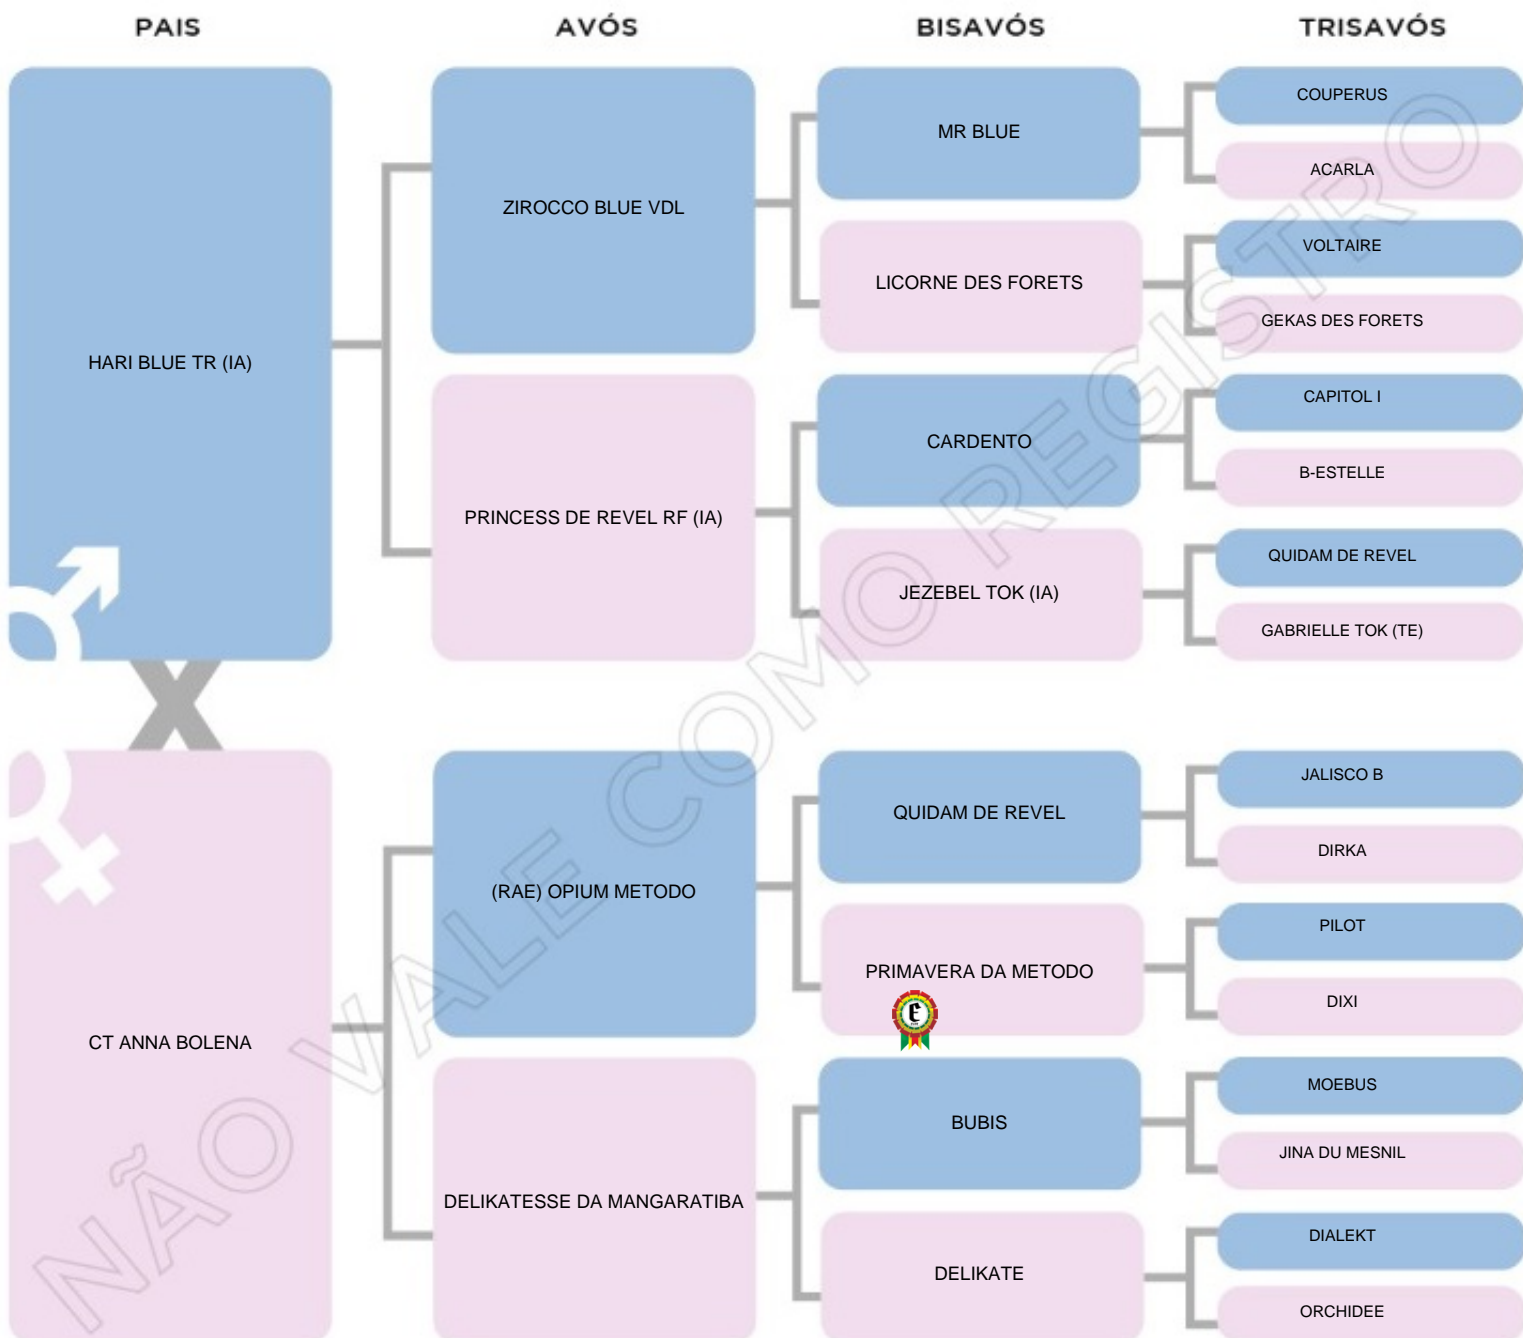 PAIS
AVÓS
BISAVÓS
TRISAVÓS
HARI BLUE TR (IA)
ZIROCCO BLUE VDL
PRINCESS DE REVEL RF (IA)
MR BLUE
LICORNE DES FORETS
CARDENTO
JEZEBEL TOK (IA)
COUPERUS
ACARLA
VOLTAIRE
GEKAS DES FORETS
CAPITOL I
B-ESTELLE
QUIDAM DE REVEL
GABRIELLE TOK (TE)
X
CT ANNA BOLENA
(RAE) OPIUM METODO
DELIKATESSE DA MANGARATIBA
QUIDAM DE REVEL
PRIMAVERA DA METODO
E
BUBIS
DELIKATE
JALISCO B
DIRKA
PILOT
DIXI
MOEBUS
JINA DU MESNIL
DIALEKT
ORCHIDEE
NÃO VALE COMO REGISTRO